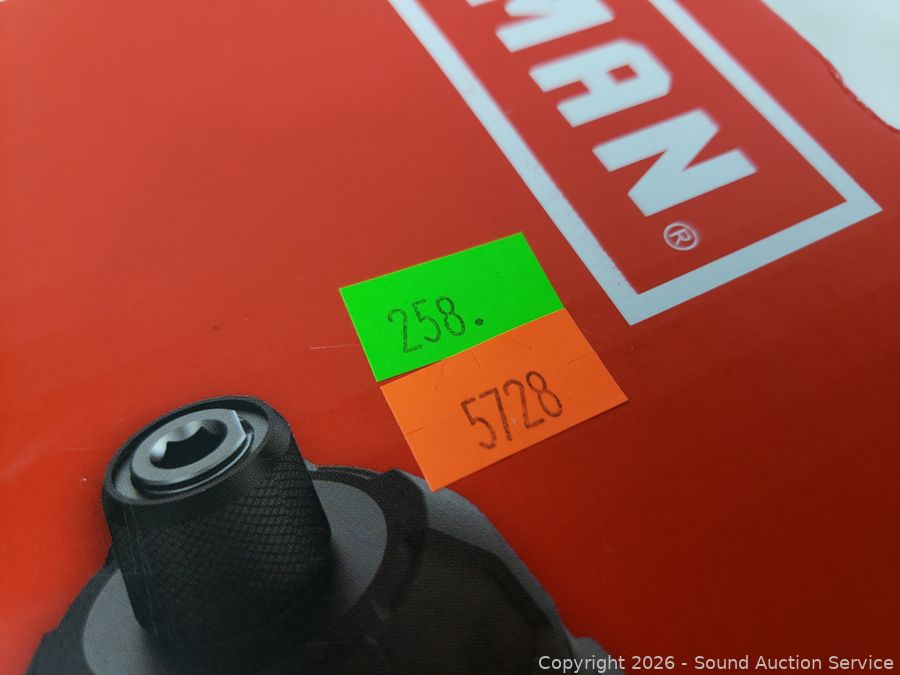 MAN®
258.
5728
Copyright 2026 - Sound Auction Service